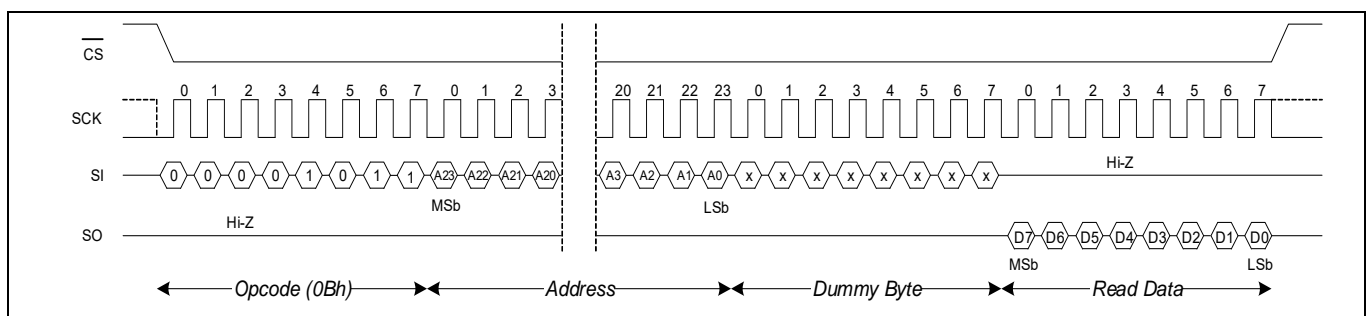 CS
0 1 2 3 4 5 6 7 0 1 2 3 20 21 22 23 0 1 2 3 4 5 6 7 0 1 2 3 4 5 6 7
SCK
Hi-Z
SI 0 0 0 0 1 0 1 1 A23 A22 A21 A20 A3 A2 A1 A0 x x x x x x x x
MSb LSb
Hi-Z
SO D7 D6 D5 D4 D3 D2 D1 D0
MSb LSb
Opcode (0Bh) Address Dummy Byte Read Data